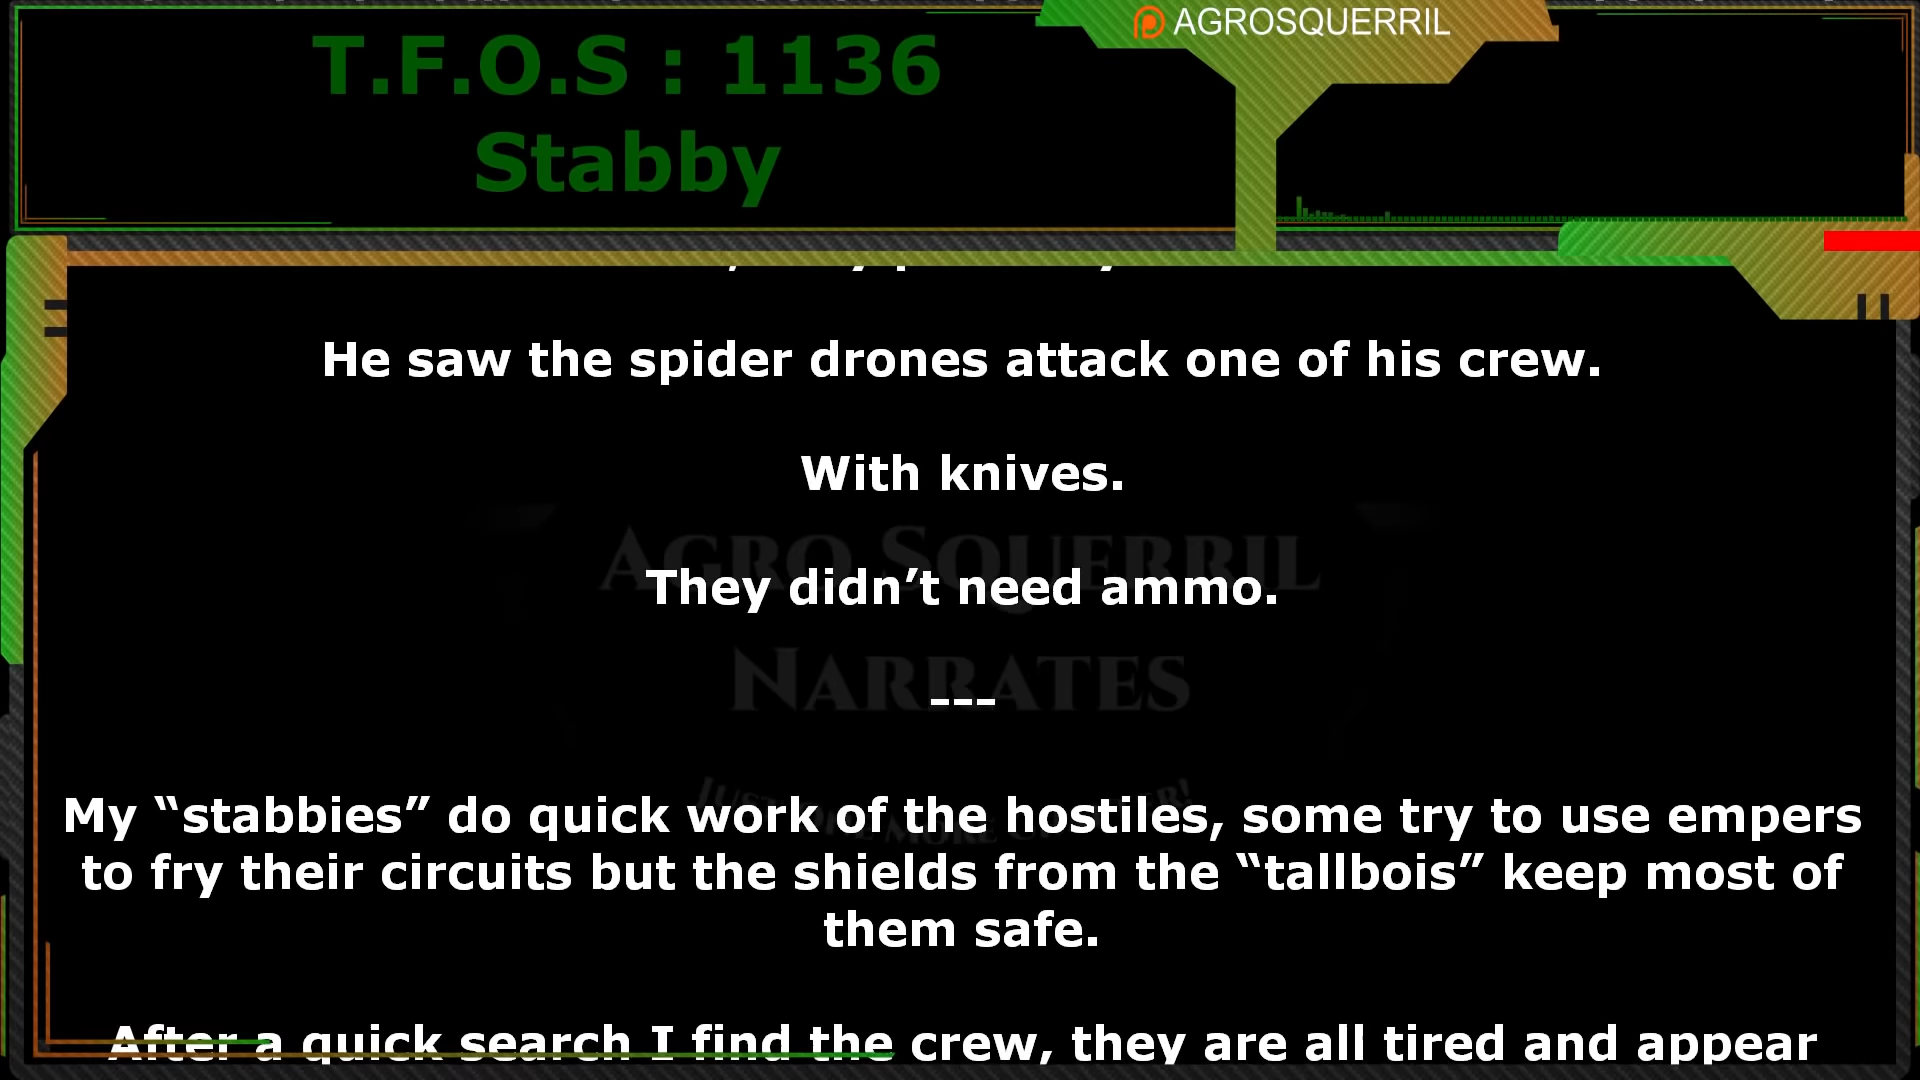 AGROSQUERRIL
T.F.O.S : 1136
Stabby
He saw the spider drones attack one of his crew.
With knives.
AGRO SQUERRIL
They didn’t need ammo.
NARRATES
---
My “stabbies” do quick work of the hostiles, some try to use empers
to fry their circuits but the shields from the “tallbois” keep most of
them safe.
After a quick search I find the crew, they are all tired and appear